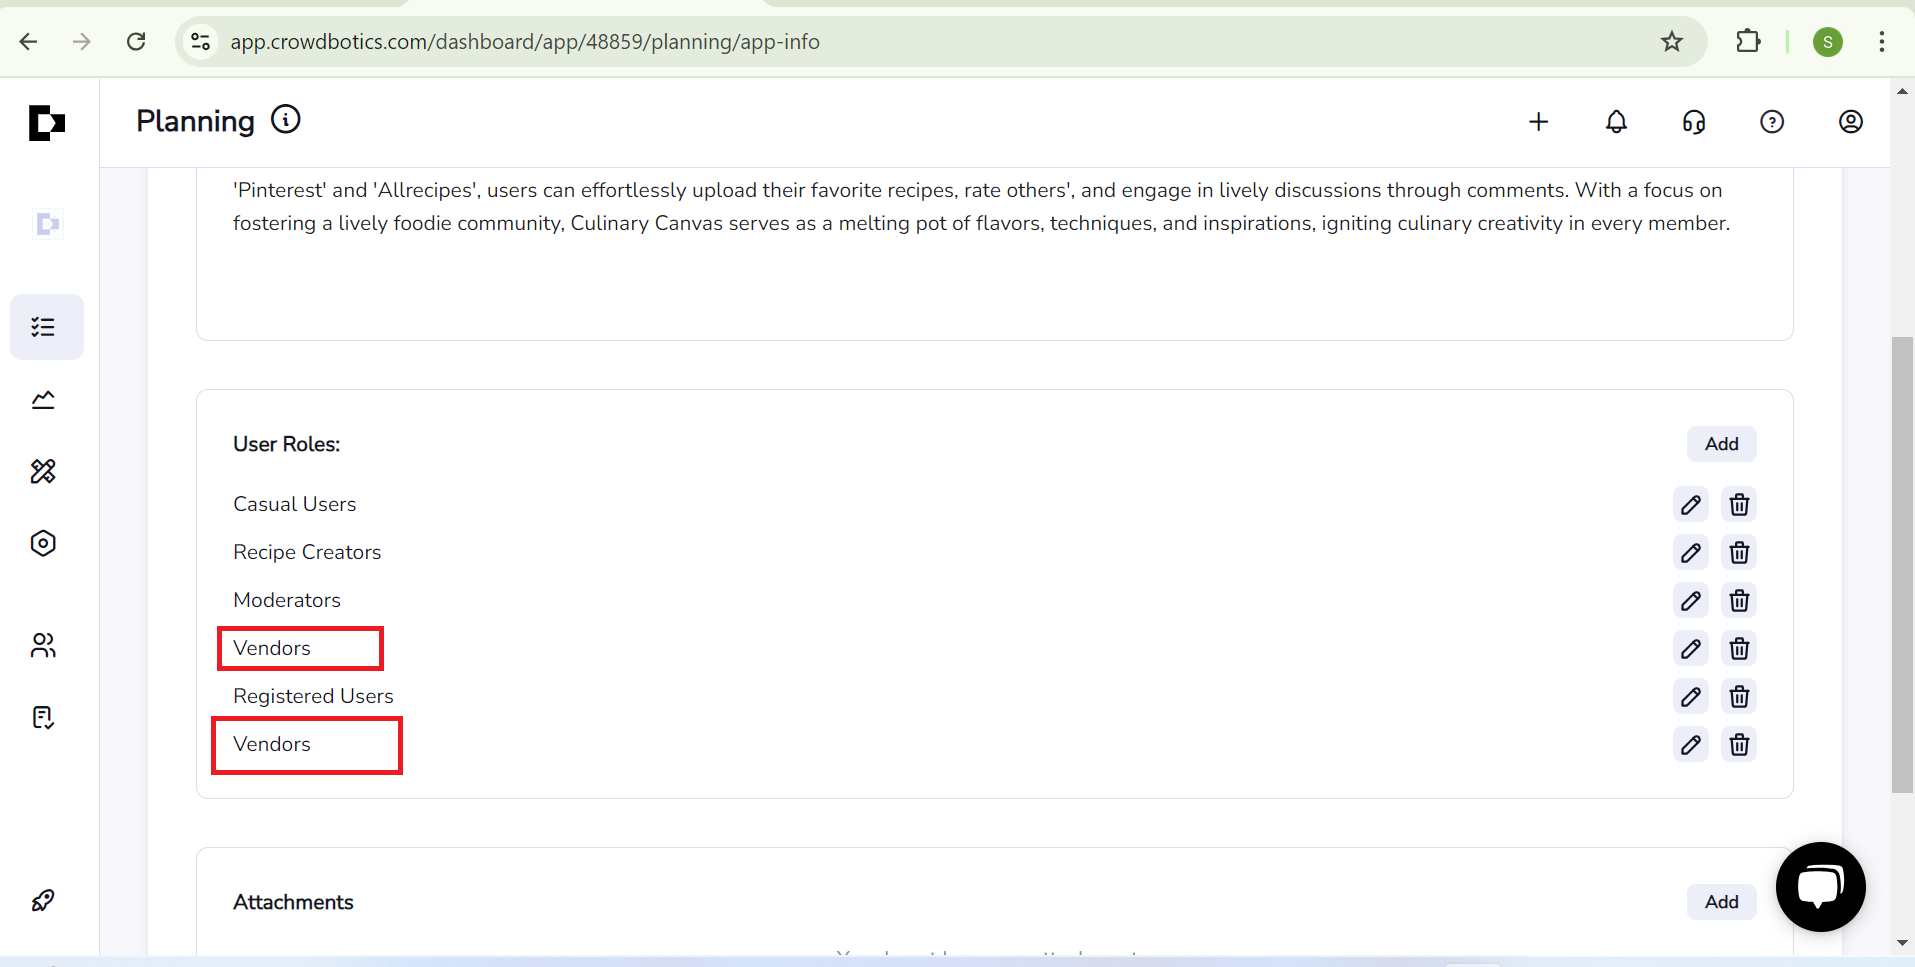 app.crowdbotics.com/dashboard/app/48859/planning/app-info
S
Planning
'Pinterest' and 'Allrecipes', users can effortlessly upload their favorite recipes, rate others', and engage in lively discussions through comments. With a focus on
fostering a lively foodie community, Culinary Canvas serves as a melting pot of flavors, techniques, and inspirations, igniting culinary creativity in every member.
User Roles:
Add
Casual Users
Recipe Creators
Moderators
Vendors
Registered Users
Vendors
Attachments
Add